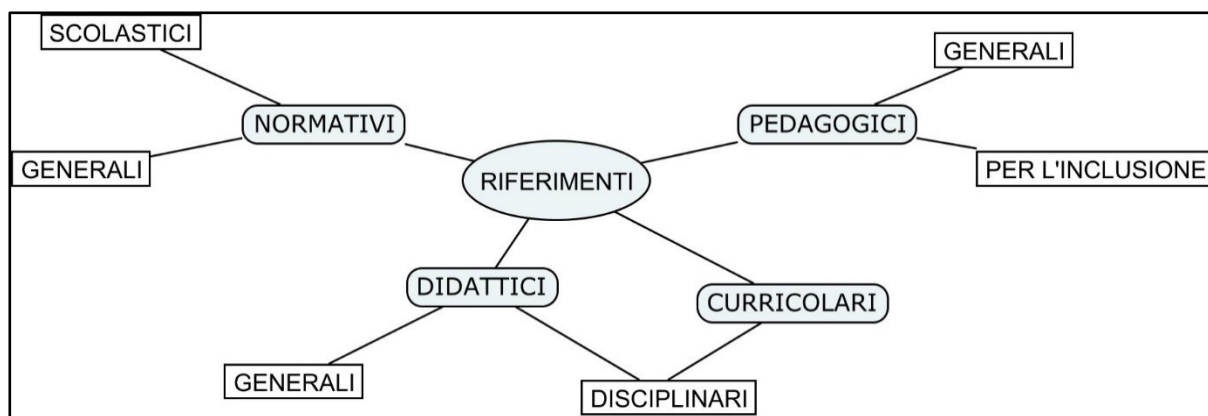 SCOLASTICI
GENERALI
NORMATIVI
PEDAGOGICI
GENERALI
PER L'INCLUSIONE
RIFERIMENTI
DIDATTICI
CURRICOLARI
GENERALI
DISCIPLINARI